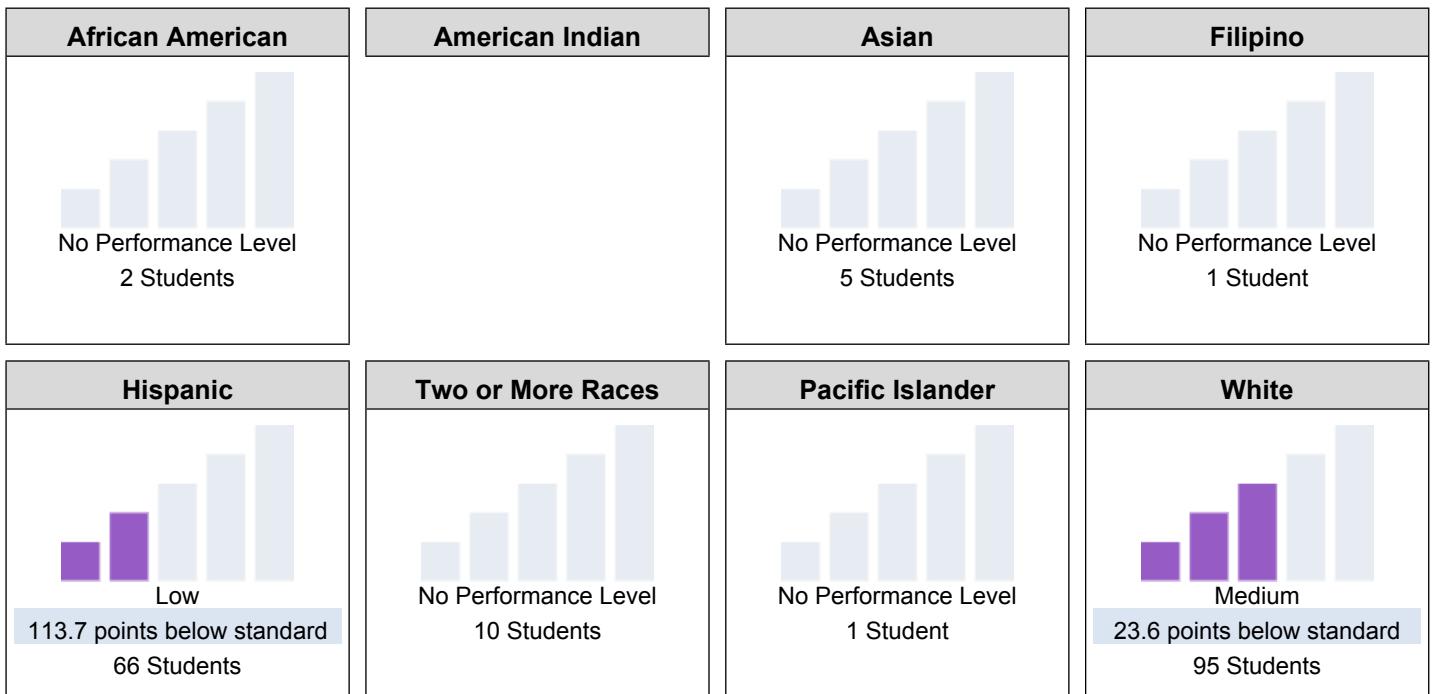 African American
American Indian
Asian
Filipino
No Performance Level
2 Students
No Performance Level
5 Students
No Performance Level
1 Student
Hispanic
Two or More Races
Pacific Islander
White
Low
113.7 points below standard
66 Students
No Performance Level
10 Students
No Performance Level
1 Student
Medium
23.6 points below standard
95 Students